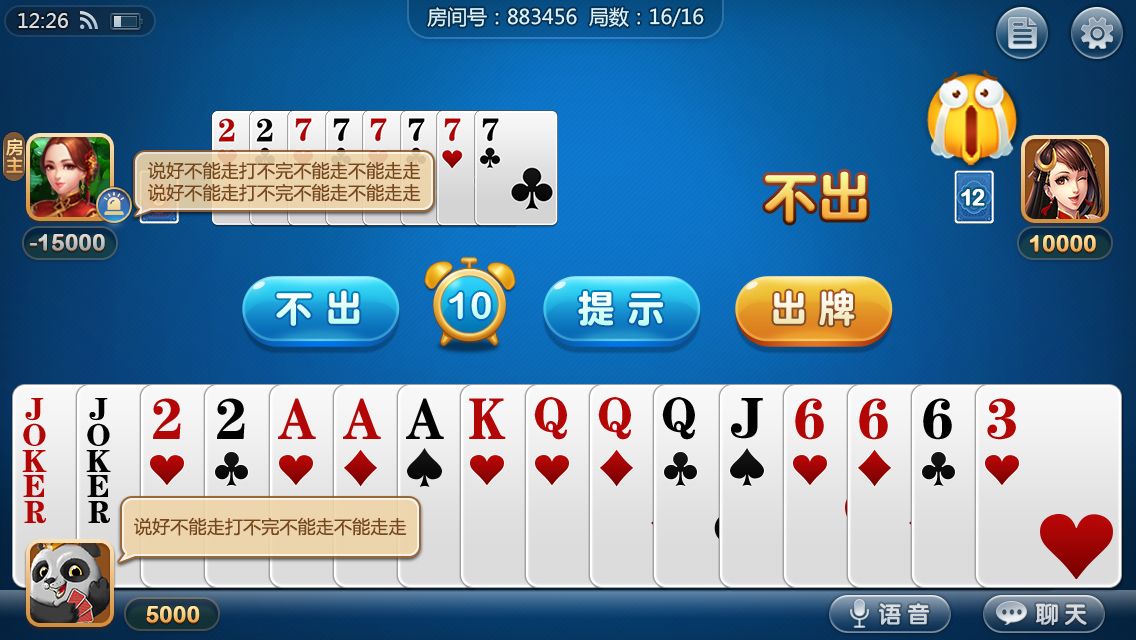 12:26
房间号：883456 局数：16/16
房主
-15000
2 2 7 7 7 7 7 7
说好不能走打不完不能走不能走走
说好不能走打不完不能走不能走走
不出
12
10000
不出
10
提示
出牌
JOKER JOKER 2 2 A A A K Q Q Q J 6 6 6 3
说好不能走打不完不能走不能走走
5000
语音
聊天